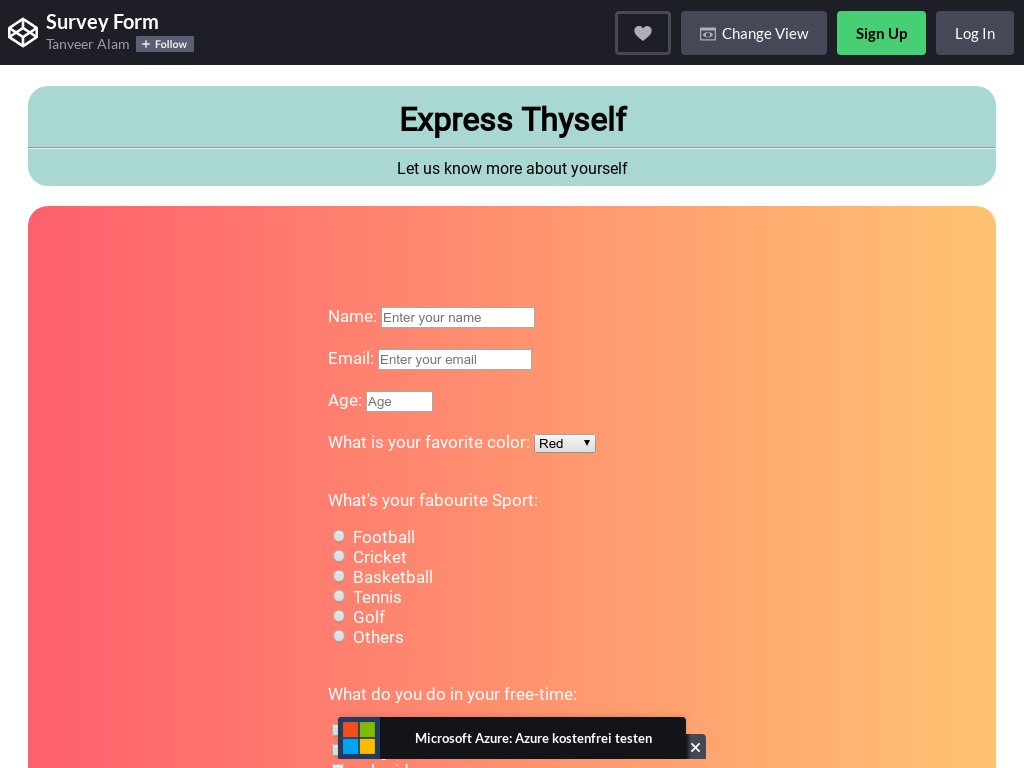 Survey Form
Tanveer Alam + Follow
Change View
Sign Up
Log In
Express Thyself
Let us know more about yourself
Name: Enter your name
Email: Enter your email
Age: Age
What is your favorite color: Red
What's your fabourite Sport:
Football
Cricket
Basketball
Tennis
Golf
Others
What do you do in your free-time:
Microsoft Azure: Azure kostenfrei testen